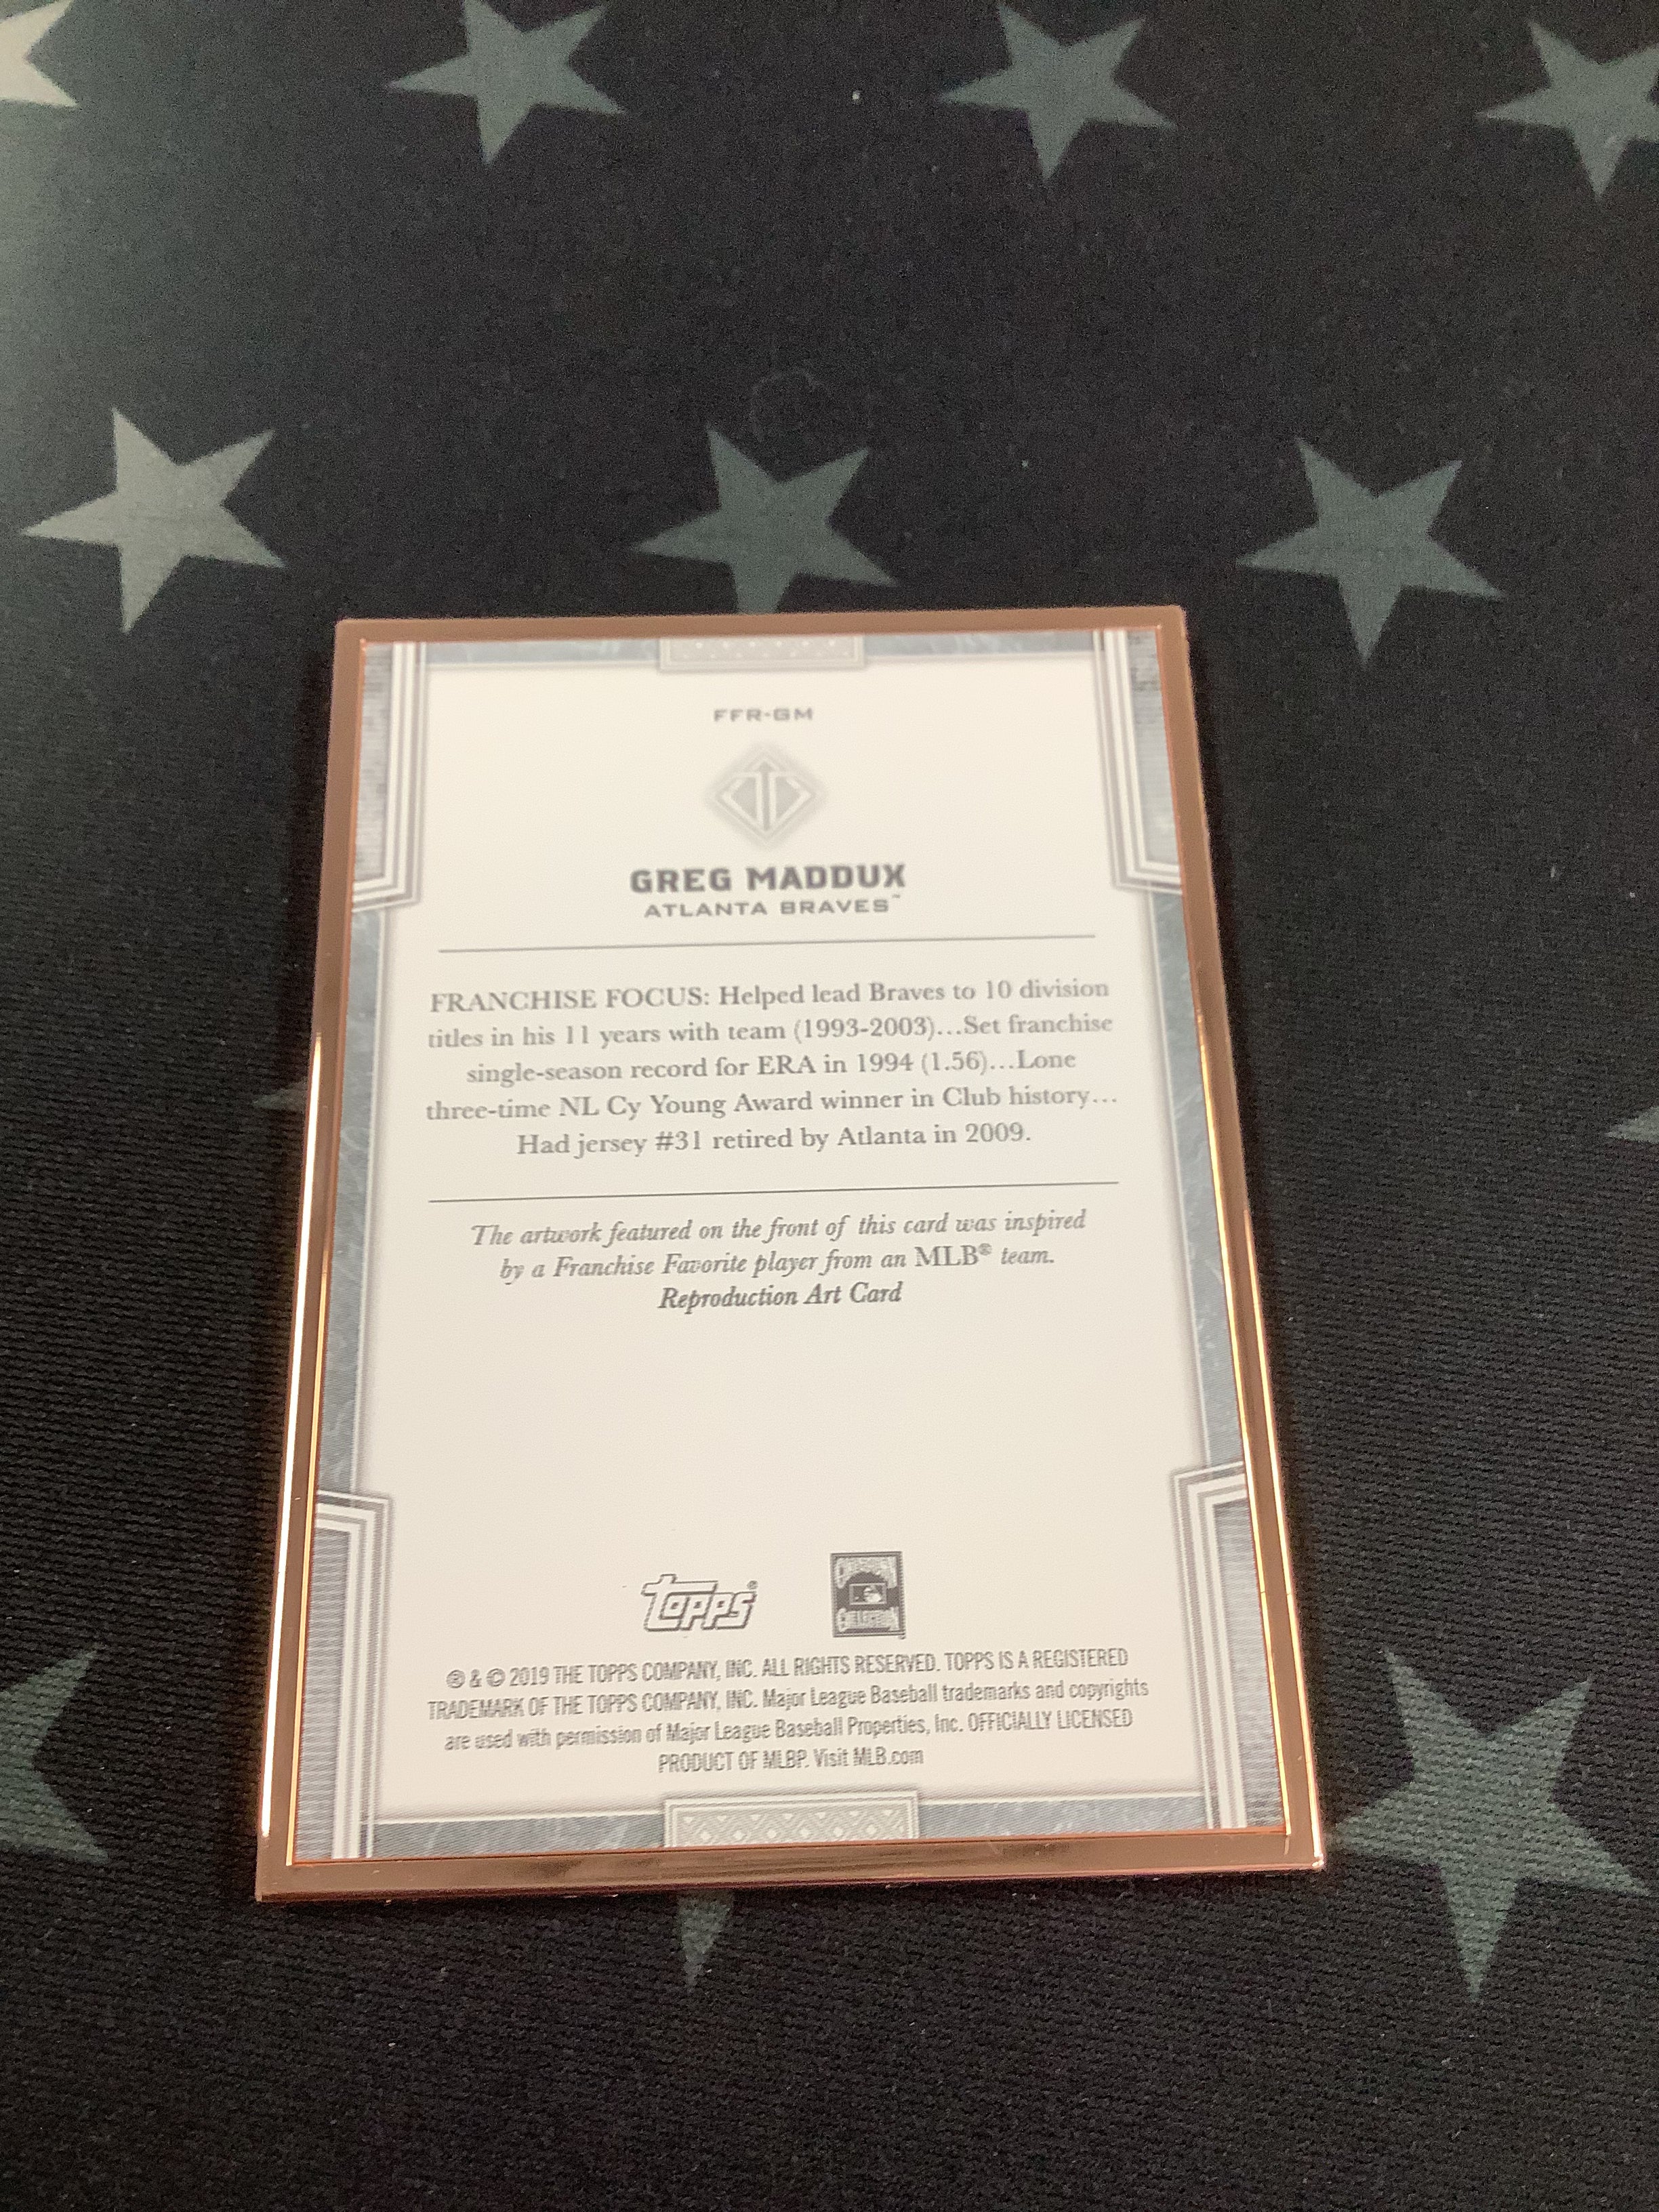 FFR-GM
GREG MADDUX
ATLANTA BRAVES™
FRANCHISE FOCUS: Helped lead Braves to 10 division
titles in his 11 years with team (1993-2003)...Set franchise
single-season record for ERA in 1994 (1.56)...Lone
three-time NL Cy Young Award winner in Club history...
Had jersey #31 retired by Atlanta in 2009.
The artwork featured on the front of this card was inspired
by a Franchise Favorite player from an MLB® team.
Reproduction Art Card
Topps®
COLLECTION
® & © 2019 THE TOPPS COMPANY, INC. ALL RIGHTS RESERVED. TOPPS IS A REGISTERED
TRADEMARK OF THE TOPPS COMPANY, INC. Major League Baseball trademarks and copyrights
are used with permission of Major League Baseball Properties, Inc. OFFICIALLY LICENSED
PRODUCT OF MLBP. Visit MLB.com